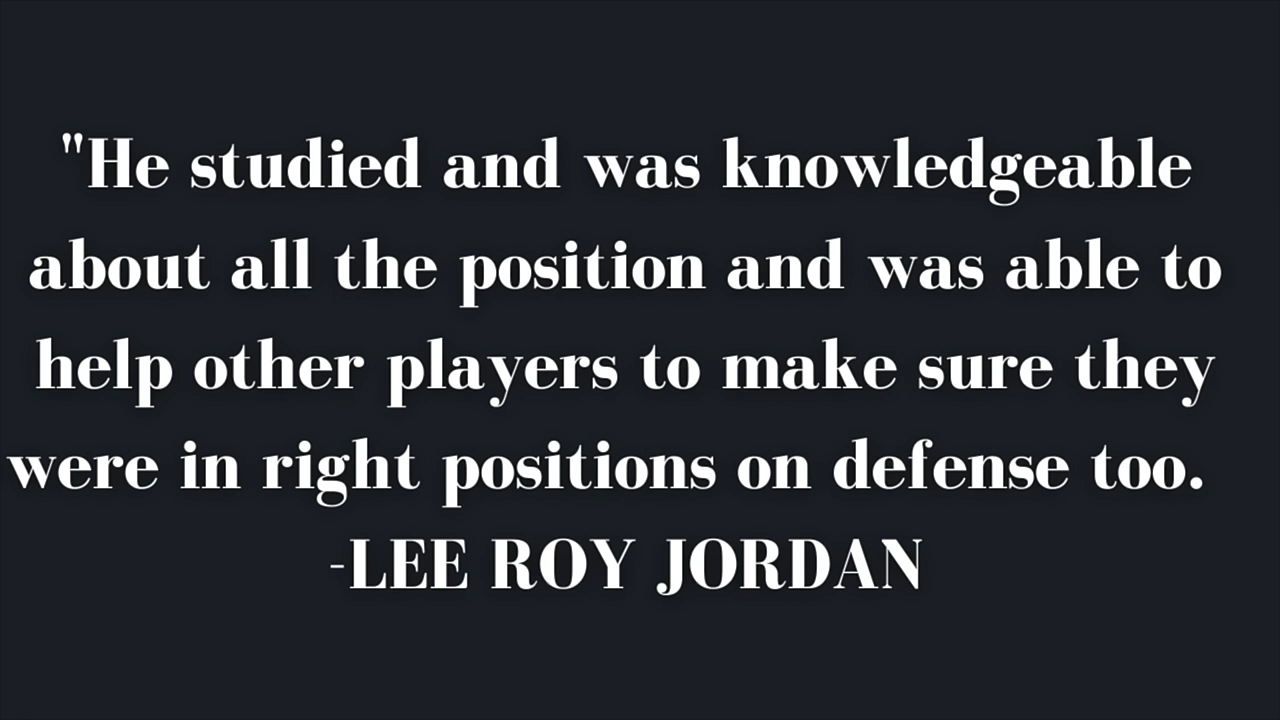 "He studied and was knowledgeable
about all the position and was able to
help other players to make sure they
were in right positions on defense too.
-LEE ROY JORDAN